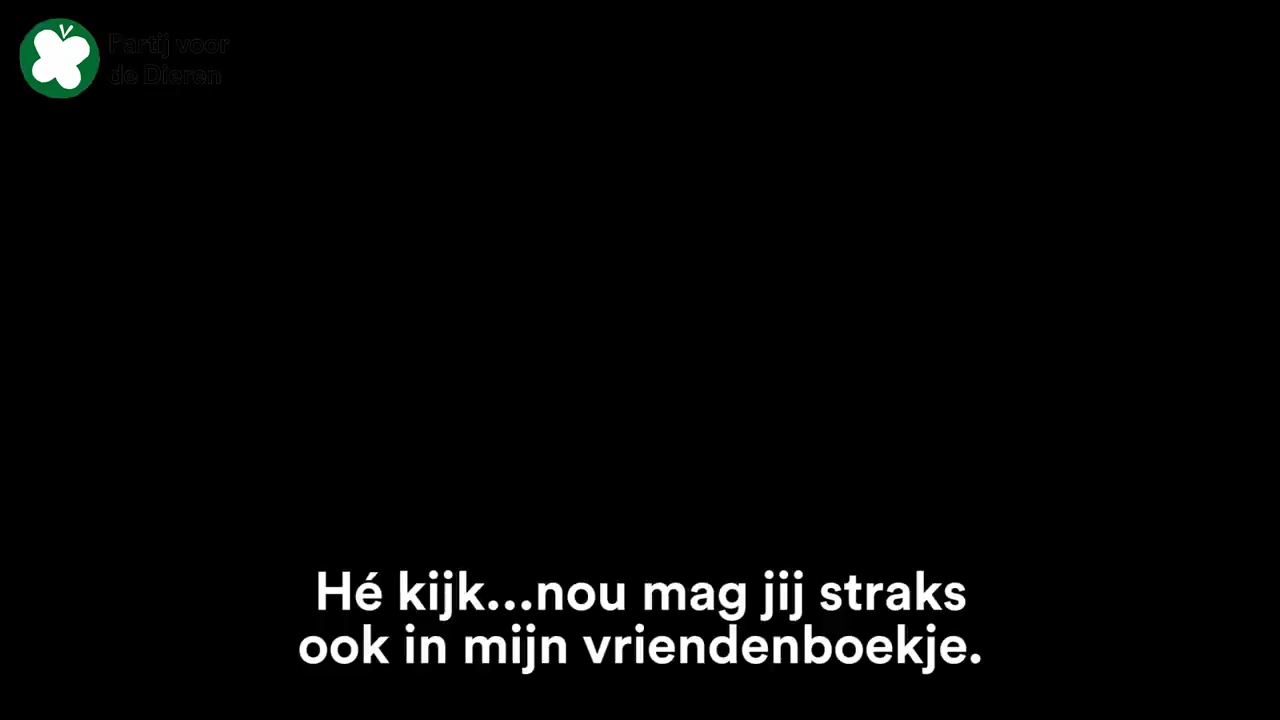 Partij voor
de Dieren
Hé kijk...nou mag jij straks
ook in mijn vriendenboekje.